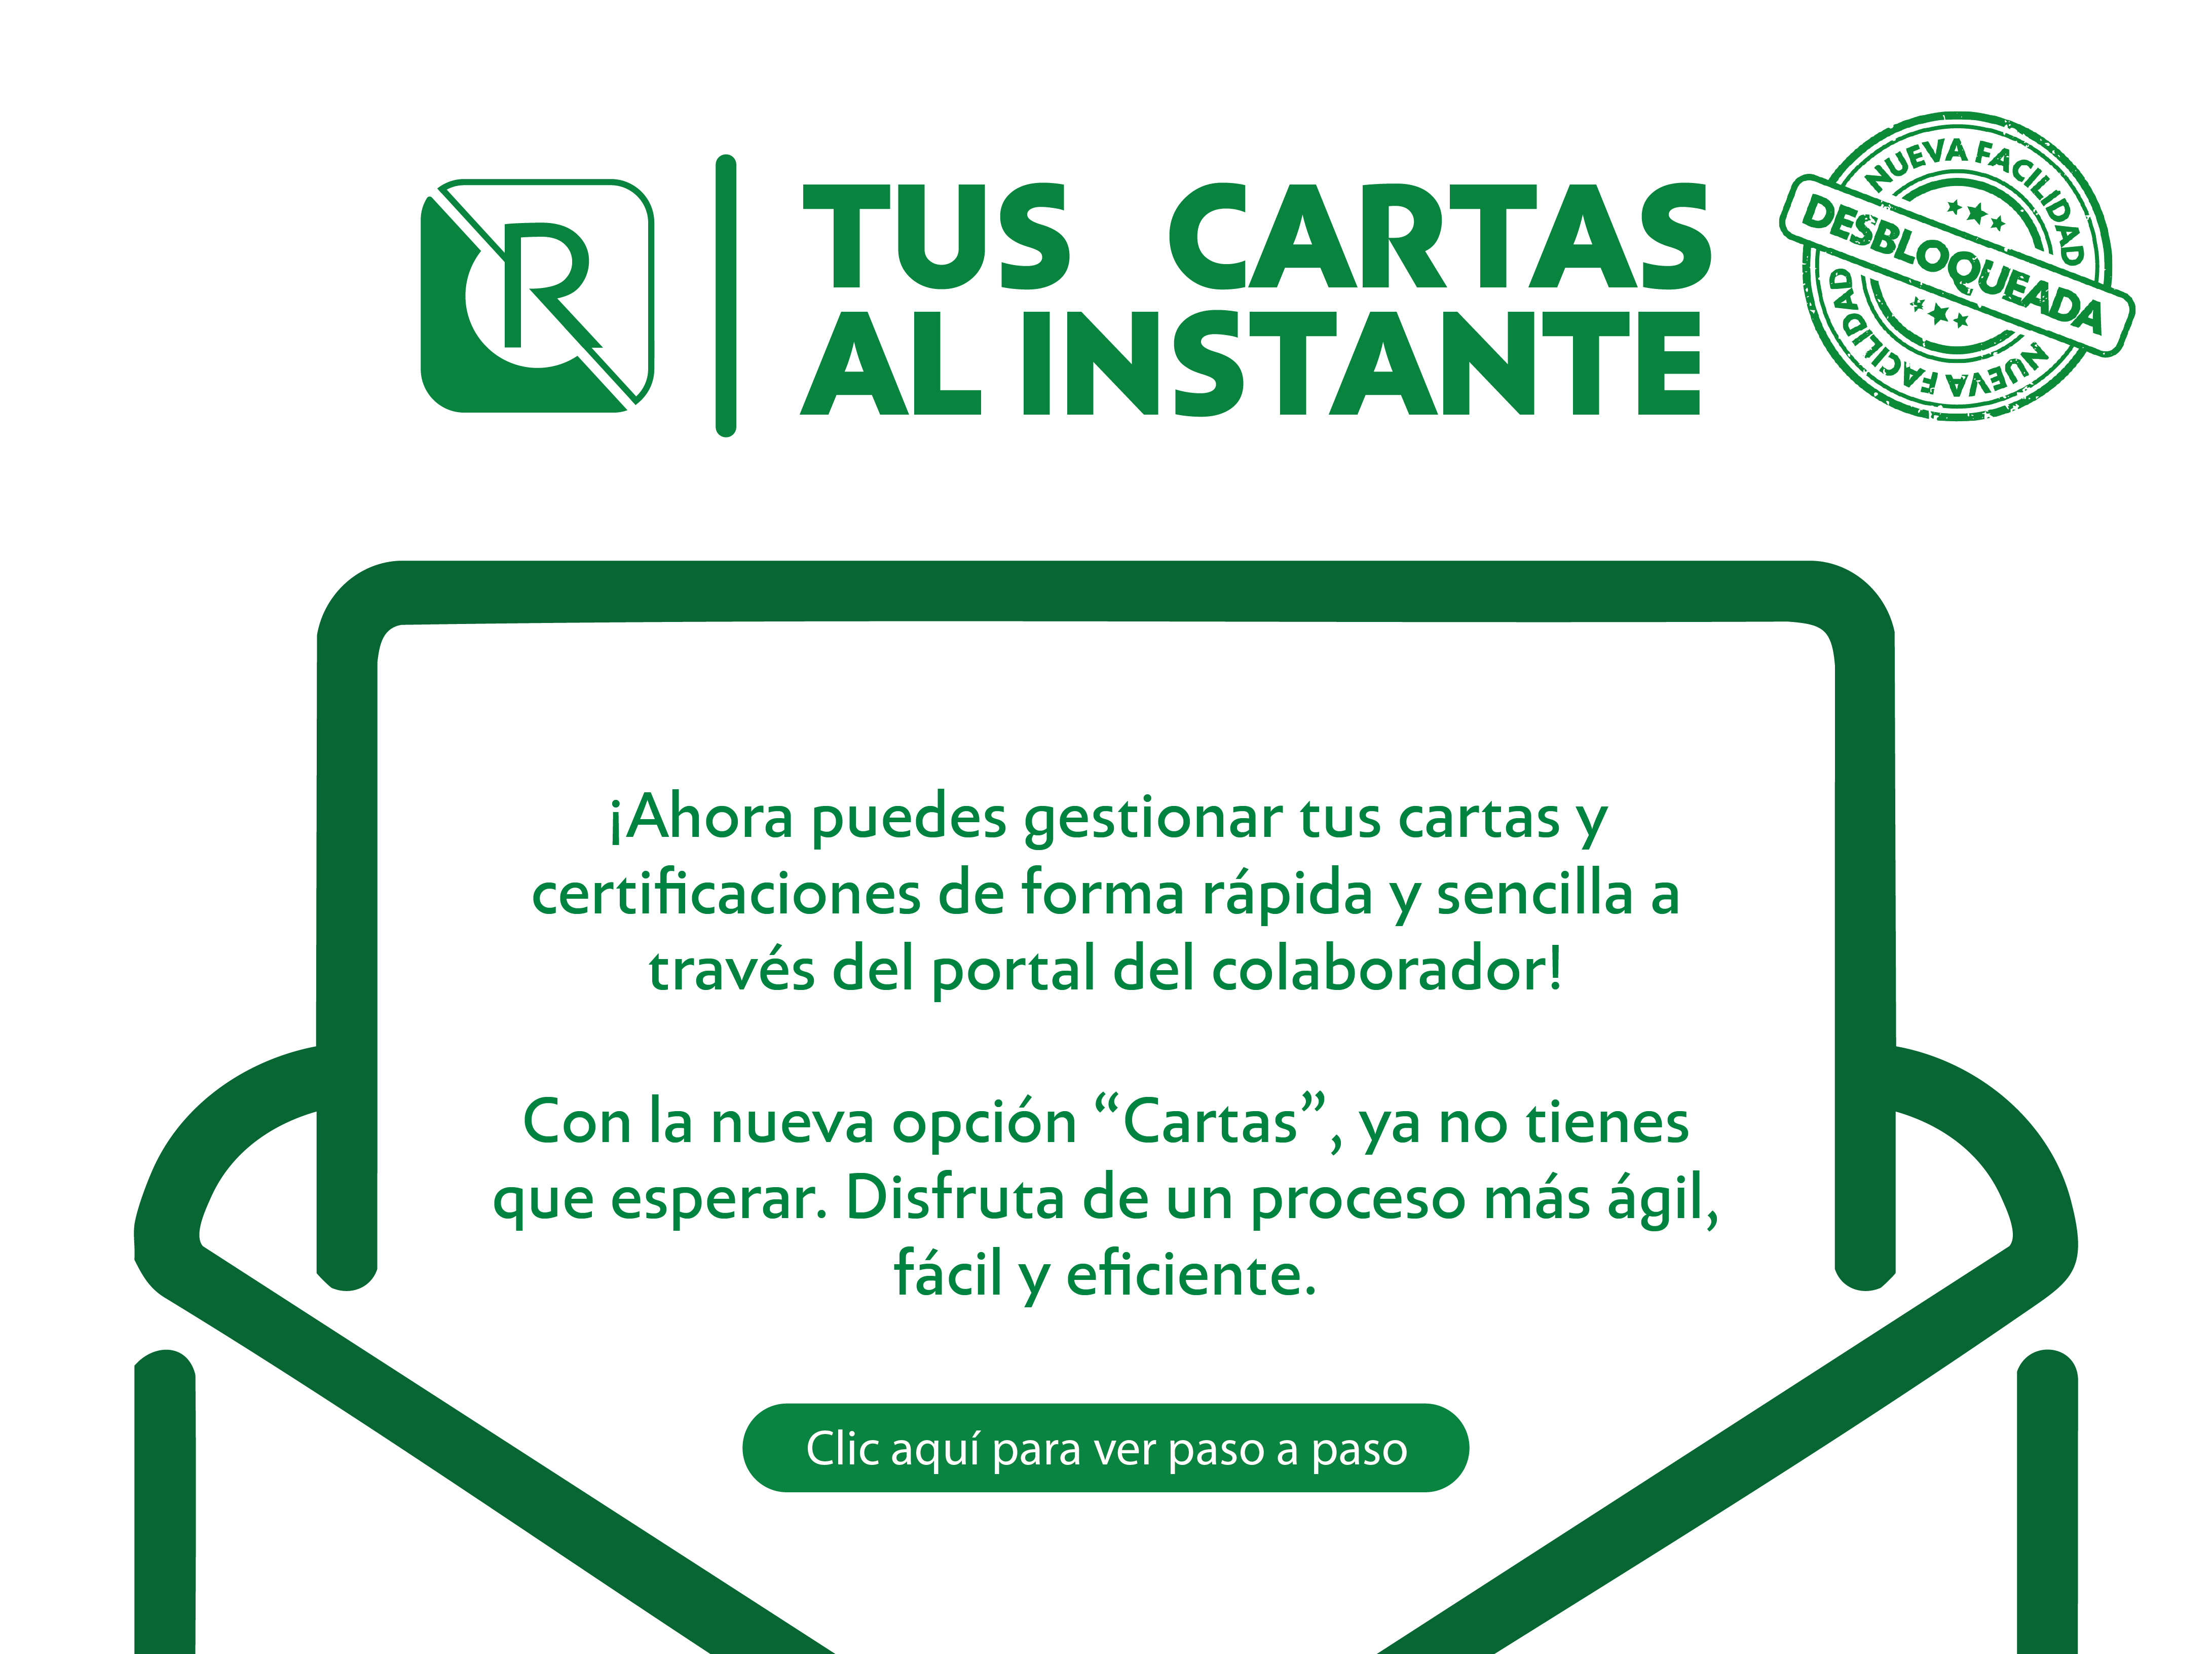 R
TUS CARTAS
AL INSTANTE
NUEVA FACILIDAD
DESBLOQUEADA
NUEVA FACILIDAD
¡Ahora puedes gestionar tus cartas y
certificaciones de forma rápida y sencilla a
través del portal del colaborador!
Con la nueva opción “Cartas”, ya no tienes
que esperar. Disfruta de un proceso más ágil,
fácil y eficiente.
Clic aquí para ver paso a paso